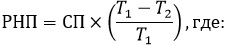 РНП = СП × ((T₁ − T₂) / T₁), где: